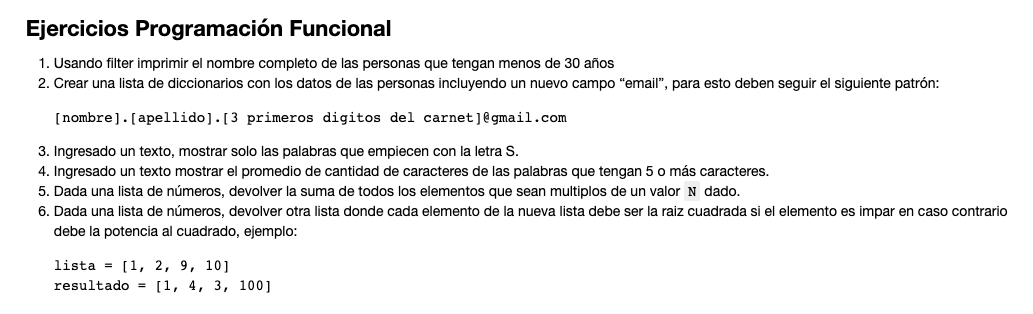 Ejercicios Programación Funcional
1. Usando filter imprimir el nombre completo de las personas que tengan menos de 30 años
2. Crear una lista de diccionarios con los datos de las personas incluyendo un nuevo campo “email”, para esto deben seguir el siguiente patrón:
[nombre].[apellido].[3 primeros digitos del carnet]@gmail.com
3. Ingresado un texto, mostrar solo las palabras que empiecen con la letra S.
4. Ingresado un texto mostrar el promedio de cantidad de caracteres de las palabras que tengan 5 o más caracteres.
5. Dada una lista de números, devolver la suma de todos los elementos que sean multiplos de un valor N dado.
6. Dada una lista de números, devolver otra lista donde cada elemento de la nueva lista debe ser la raiz cuadrada si el elemento es impar en caso contrario
debe la potencia al cuadrado, ejemplo:
lista = [1, 2, 9, 10]
resultado = [1, 4, 3, 100]